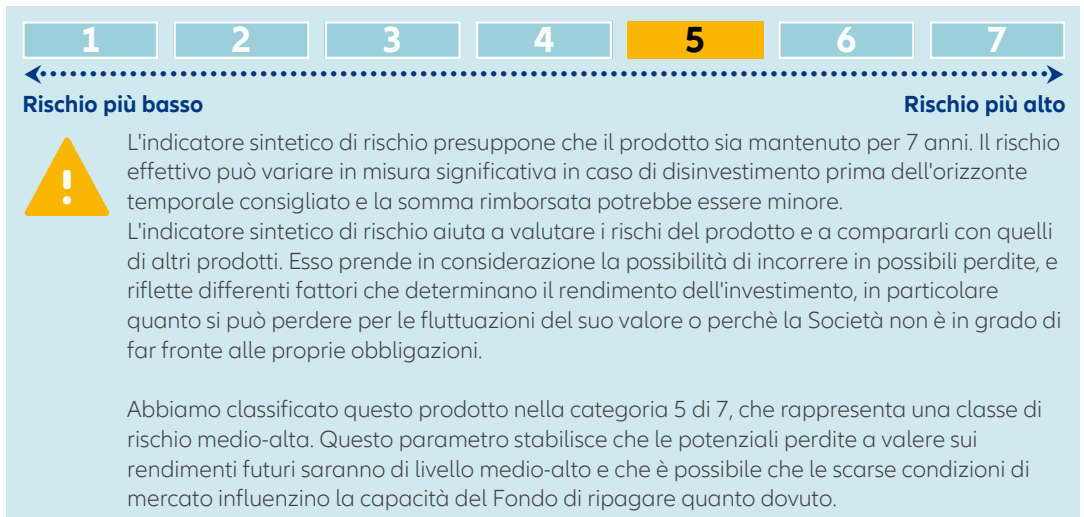 1 2 3 4 5 6 7
Rischio più basso Rischio più alto
L'indicatore sintetico di rischio presuppone che il prodotto sia mantenuto per 7 anni. Il rischio
effettivo può variare in misura significativa in caso di disinvestimento prima dell'orizzonte
temporale consigliato e la somma rimborsata potrebbe essere minore.
L'indicatore sintetico di rischio aiuta a valutare i rischi del prodotto e a compararli con quelli
di altri prodotti. Esso prende in considerazione la possibilità di incorrere in possibili perdite, e
riflette differenti fattori che determinano il rendimento dell'investimento, in particolare
quanto si può perdere per le fluttuazioni del suo valore o perchè la Società non è in grado di
far fronte alle proprie obbligazioni.
Abbiamo classificato questo prodotto nella categoria 5 di 7, che rappresenta una classe di
rischio medio-alta. Questo parametro stabilisce che le potenziali perdite a valere sui
rendimenti futuri saranno di livello medio-alto e che è possibile che le scarse condizioni di
mercato influenzino la capacità del Fondo di ripagare quanto dovuto.